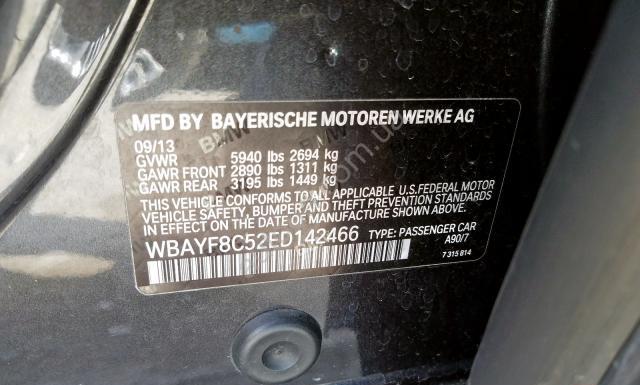 MFD BY BAYERISCHE MOTOREN WERKE AG
09/13
GVWR 5940 lbs 2694 kg
GAWR FRONT 2890 lbs 1311 kg
GAWR REAR 3195 lbs 1449 kg
THIS VEHICLE CONFORMS TO ALL APPLICABLE U.S.FEDERAL MOTOR
VEHICLE SAFETY, BUMPER AND THEFT PREVENTION STANDARDS
IN EFFECT ON THE DATE OF MANUFACTURE SHOWN ABOVE.
WBAYF8C52ED142466 TYPE: PASSENGER CAR
A90/7
7 315 814